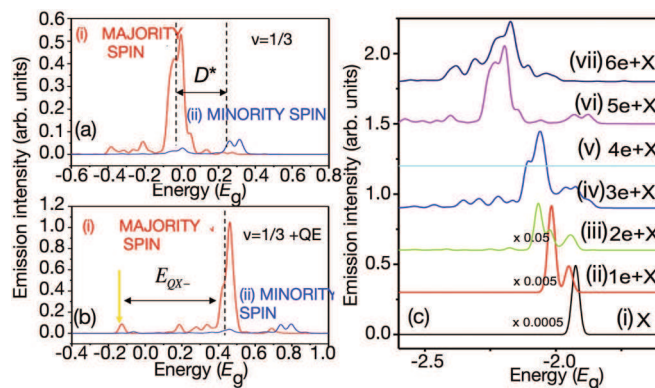 (i) MAJORITY SPIN
ν=1/3
D*
(ii) MINORITY SPIN
(a)
Emission intensity (arb. units)
0.6
0.5
0.4
0.3
0.2
0.1
0.0
-0.6 -0.4 -0.2 0.0 0.2 0.4 0.6 0.8
Energy (Eg)
(i) MAJORITY
SPIN
ν=1/3 +QE
EQX-
(ii) MINORITY
SPIN
(b)
Emission intensity (arb. units)
1.2
1.0
0.8
0.6
0.4
0.2
0.0
-0.4 -0.2 0.0 0.2 0.4 0.6 0.8 1.0
Energy (Eg)
Emission intensity (arb. units)
2.0
1.5
1.0
0.5
0.0
(vii) 6e+X
(vi) 5e+X
(v) 4e+X
(iv) 3e+X
x 0.05
(iii) 2e+X
x 0.005
(ii) 1e+X
x 0.0005
(i) X
(c)
-2.5 -2.0
Energy (Eg)